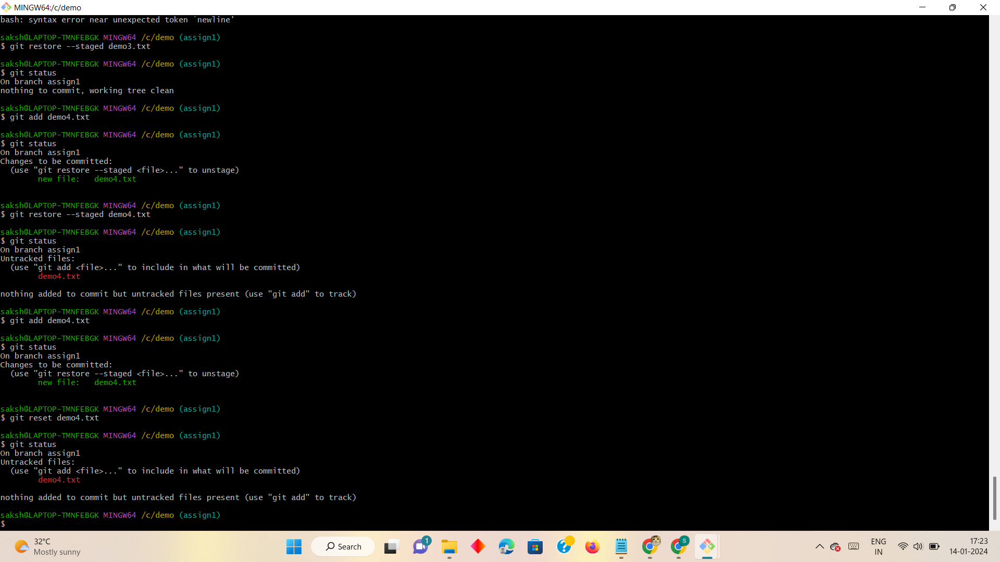 MINGW64:/c/demo
bash: syntax error near unexpected token `newline'
saksh@LAPTOP-TMNFEBGK MINGW64 /c/demo (assign1)
$ git restore --staged demo3.txt
saksh@LAPTOP-TMNFEBGK MINGW64 /c/demo (assign1)
$ git status
On branch assign1
nothing to commit, working tree clean
saksh@LAPTOP-TMNFEBGK MINGW64 /c/demo (assign1)
$ git add demo4.txt
saksh@LAPTOP-TMNFEBGK MINGW64 /c/demo (assign1)
$ git status
On branch assign1
Changes to be committed:
  (use "git restore --staged <file>..." to unstage)
        new file:   demo4.txt
saksh@LAPTOP-TMNFEBGK MINGW64 /c/demo (assign1)
$ git restore --staged demo4.txt
saksh@LAPTOP-TMNFEBGK MINGW64 /c/demo (assign1)
$ git status
On branch assign1
Untracked files:
  (use "git add <file>..." to include in what will be committed)
        demo4.txt
nothing added to commit but untracked files present (use "git add" to track)
saksh@LAPTOP-TMNFEBGK MINGW64 /c/demo (assign1)
$ git add demo4.txt
saksh@LAPTOP-TMNFEBGK MINGW64 /c/demo (assign1)
$ git status
On branch assign1
Changes to be committed:
  (use "git restore --staged <file>..." to unstage)
        new file:   demo4.txt
saksh@LAPTOP-TMNFEBGK MINGW64 /c/demo (assign1)
$ git reset demo4.txt
saksh@LAPTOP-TMNFEBGK MINGW64 /c/demo (assign1)
$ git status
On branch assign1
Untracked files:
  (use "git add <file>..." to include in what will be committed)
        demo4.txt
nothing added to commit but untracked files present (use "git add" to track)
saksh@LAPTOP-TMNFEBGK MINGW64 /c/demo (assign1)
$
32°C
Mostly sunny
Search
1
S
ENG
IN
17:23
14-01-2024